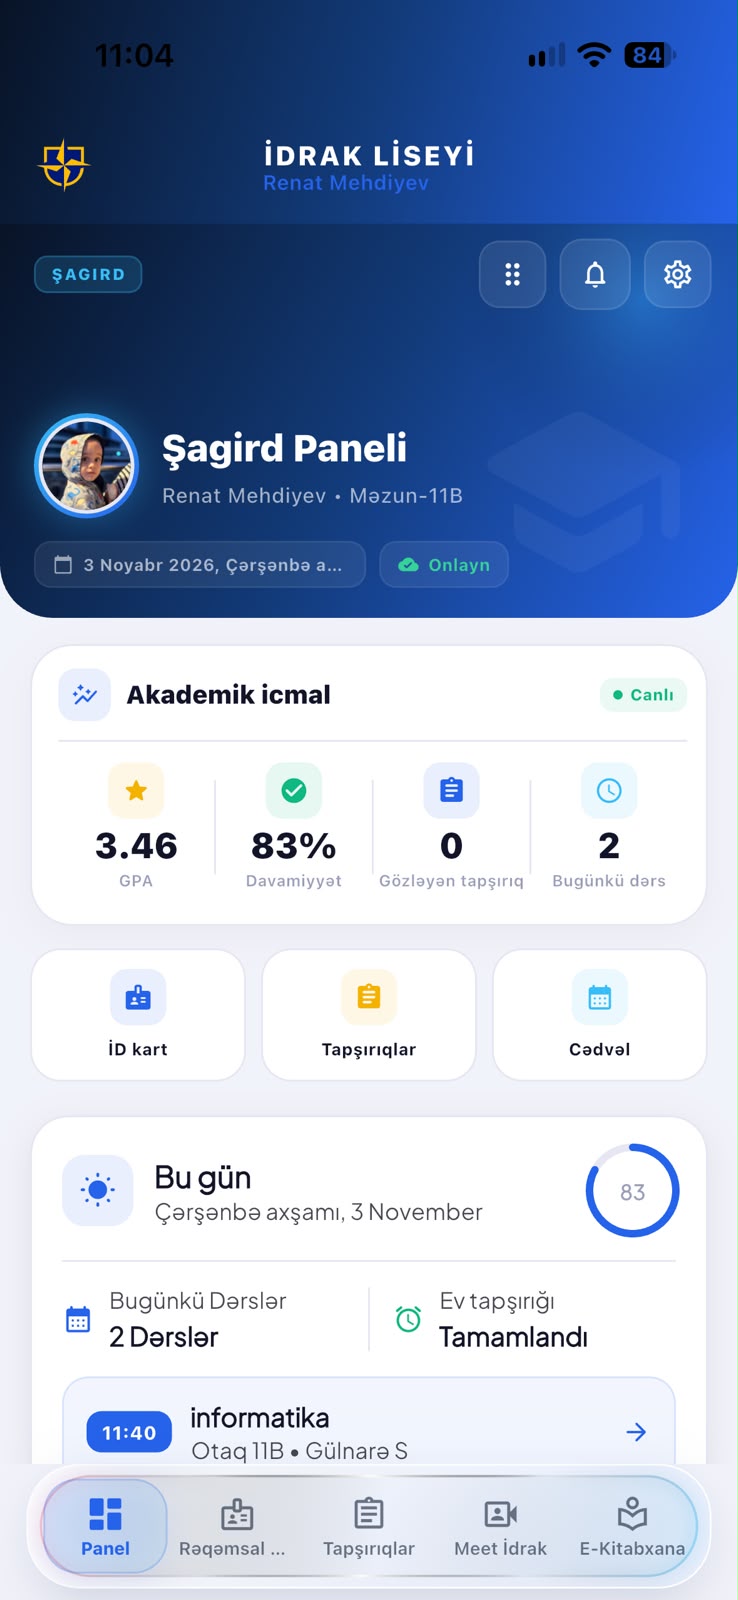 11:04
84
İDRAK LİSEYİ
Renat Mehdiyev
ŞAGIRD
Şagird Paneli
Renat Mehdiyev • Məzun-11B
3 Noyabr 2026, Çərşənbə a...
Onlayn
Akademik icmal
Canlı
3.46
83%
0
2
GPA
Davamiyyət
Gözləyən tapşırıq
Bugünkü dərs
İD kart
Tapşırıqlar
Cədvəl
Bu gün
Çərşənbə axşamı, 3 November
83
Bugünkü Dərslər
2 Dərslər
Ev tapşırığı
Tamamlandı
11:40
informatika
Otaq 11B • Gülnarə S
Panel
Rəqəmsal ...
Tapşırıqlar
Meet İdrak
E-Kitabxana